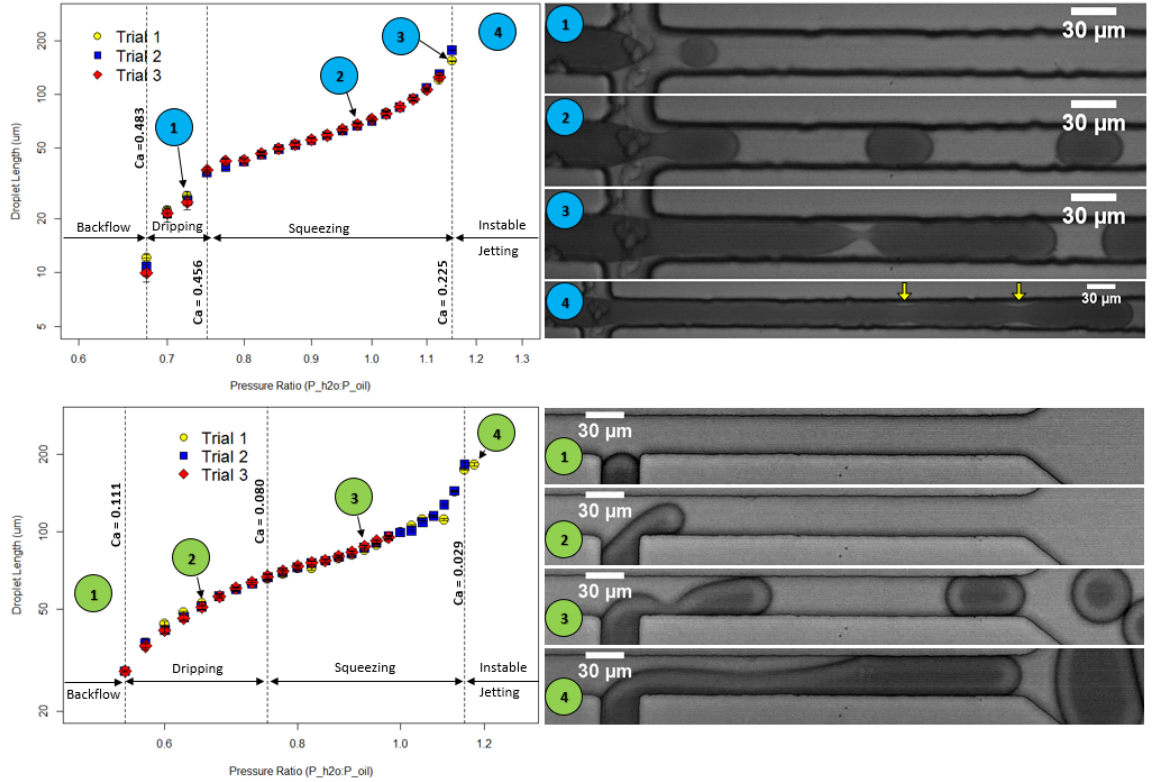 200
100
50
20
10
5
Droplet Length (um)
Trial 1
Trial 2
Trial 3
1
2
3
4
Ca=0.483
Ca = 0.456
Ca = 0.225
Backflow
Dripping
Squeezing
Instable
Jetting
0.6 0.7 0.8 0.9 1.0 1.1 1.2 1.3
Pressure Ratio (P_h2o:P_oil)
1
30 µm
2
30 µm
3
30 µm
4
30 µm
200
100
50
20
Droplet Length (um)
Trial 1
Trial 2
Trial 3
1
2
3
4
Ca = 0.111
Ca = 0.080
Ca = 0.029
Backflow
Dripping
Squeezing
Instable
Jetting
0.6 0.8 1.0 1.2
Pressure Ratio (P_h2o:P_oil)
30 µm
1
30 µm
2
30 µm
3
30 µm
4